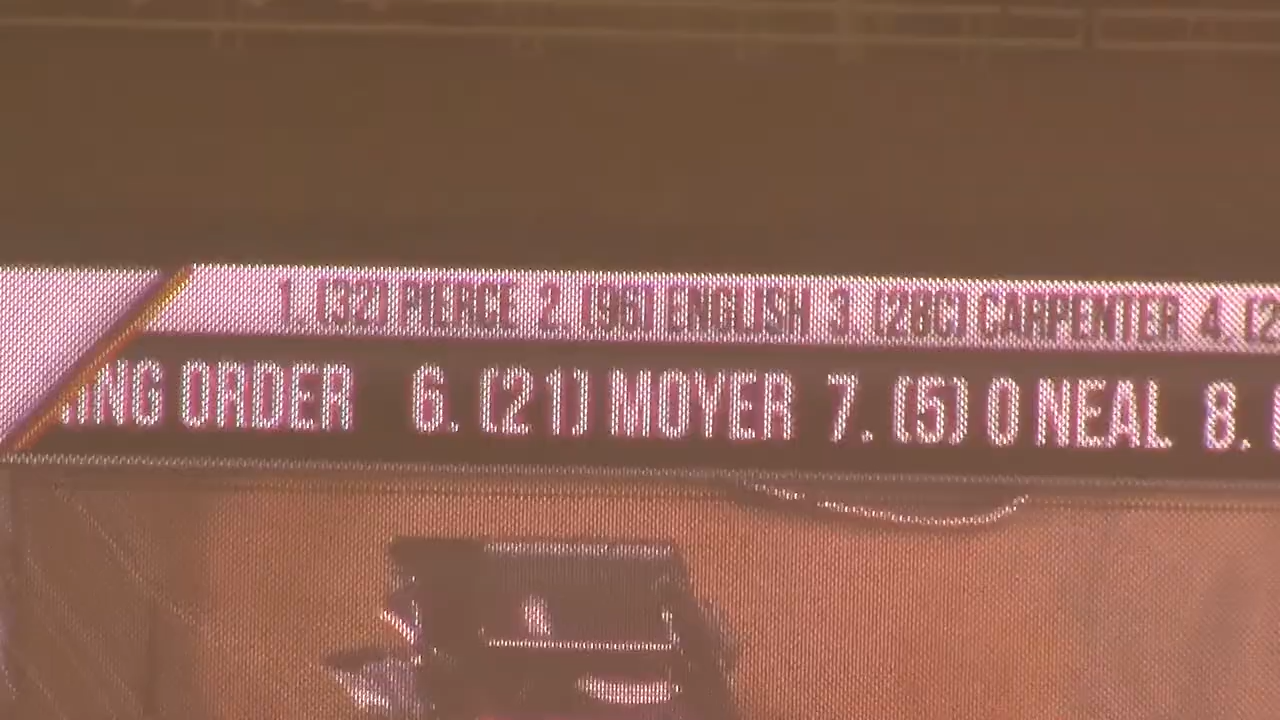 1. (32) PIERCE 2. (96) ENGLISH 3. (28C) CARPENTER 4. (2
ING ORDER 6. (21) MOYER 7. (5) O NEAL 8. (